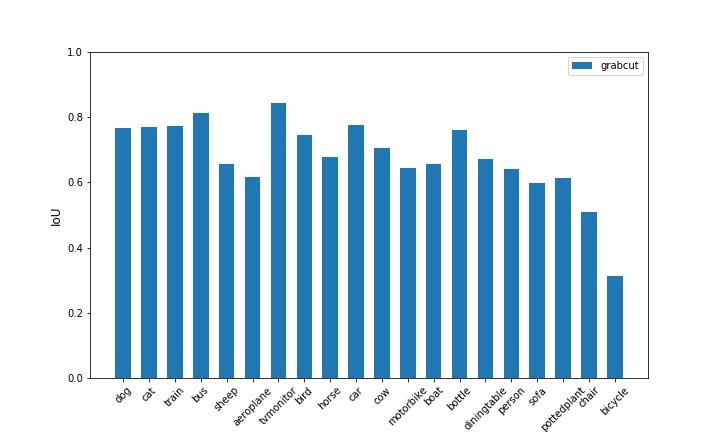 grabcut
1.0
0.8
0.6
0.4
0.2
0.0
IoU
dog
cat
train
bus
sheep
aeroplane
tvmonitor
bird
horse
car
cow
motorbike
boat
bottle
diningtable
person
sofa
pottedplant
chair
bicycle